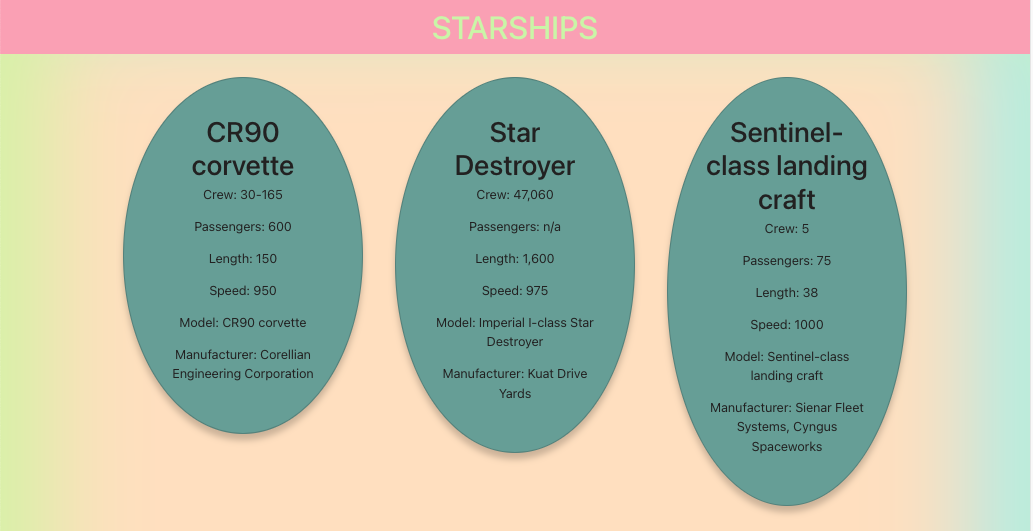 STARSHIPS
CR90
corvette
Crew: 30-165
Passengers: 600
Length: 150
Speed: 950
Model: CR90 corvette
Manufacturer: Corellian
Engineering Corporation
Star
Destroyer
Crew: 47,060
Passengers: n/a
Length: 1,600
Speed: 975
Model: Imperial I-class Star
Destroyer
Manufacturer: Kuat Drive
Yards
Sentinel-
class landing
craft
Crew: 5
Passengers: 75
Length: 38
Speed: 1000
Model: Sentinel-class
landing craft
Manufacturer: Sienar Fleet
Systems, Cyngus
Spaceworks